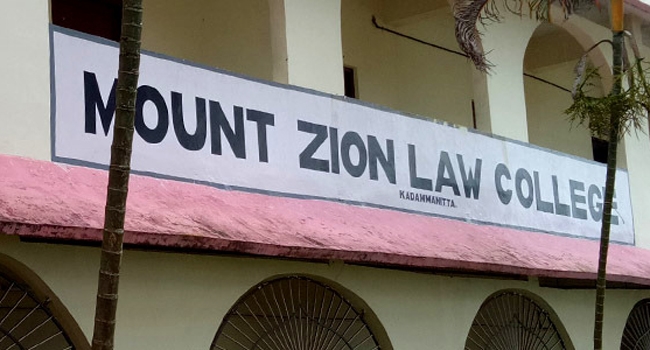 MOUNT ZION LAW COLLEGE
KADAMMANITTA.